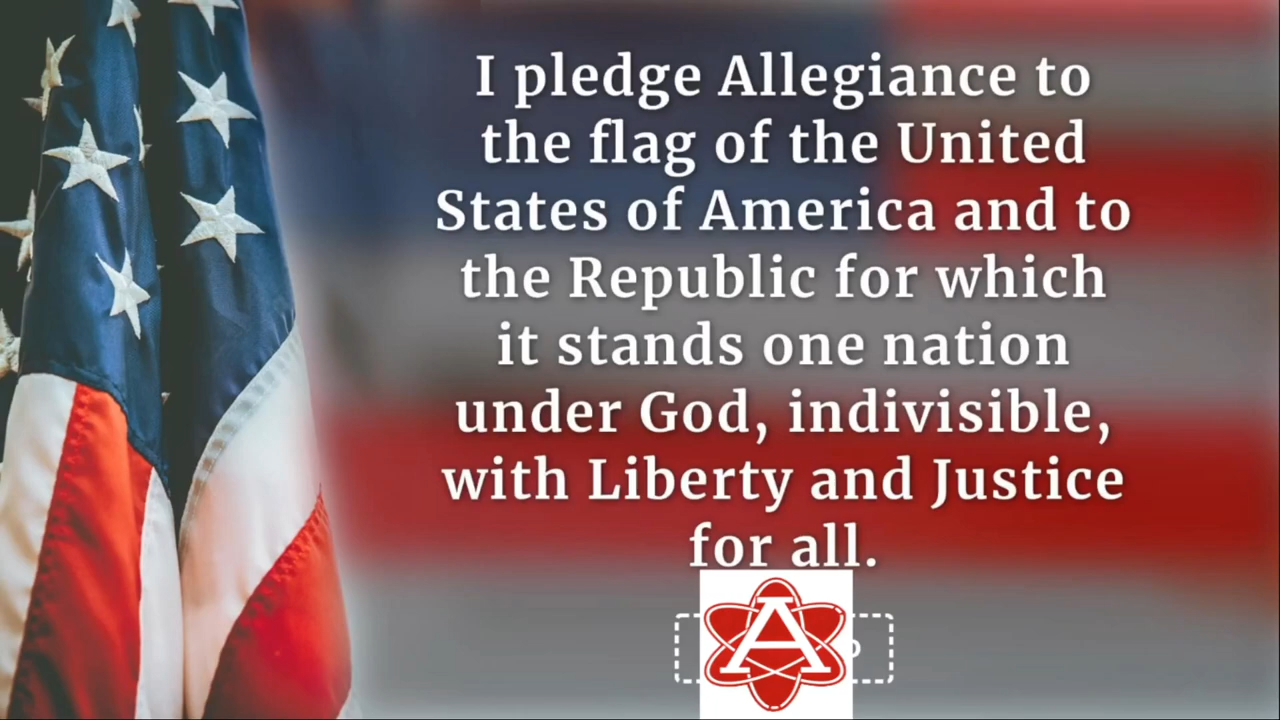 I pledge Allegiance to
the flag of the United
States of America and to
the Republic for which
it stands one nation
under God, indivisible,
with Liberty and Justice
for all.
A